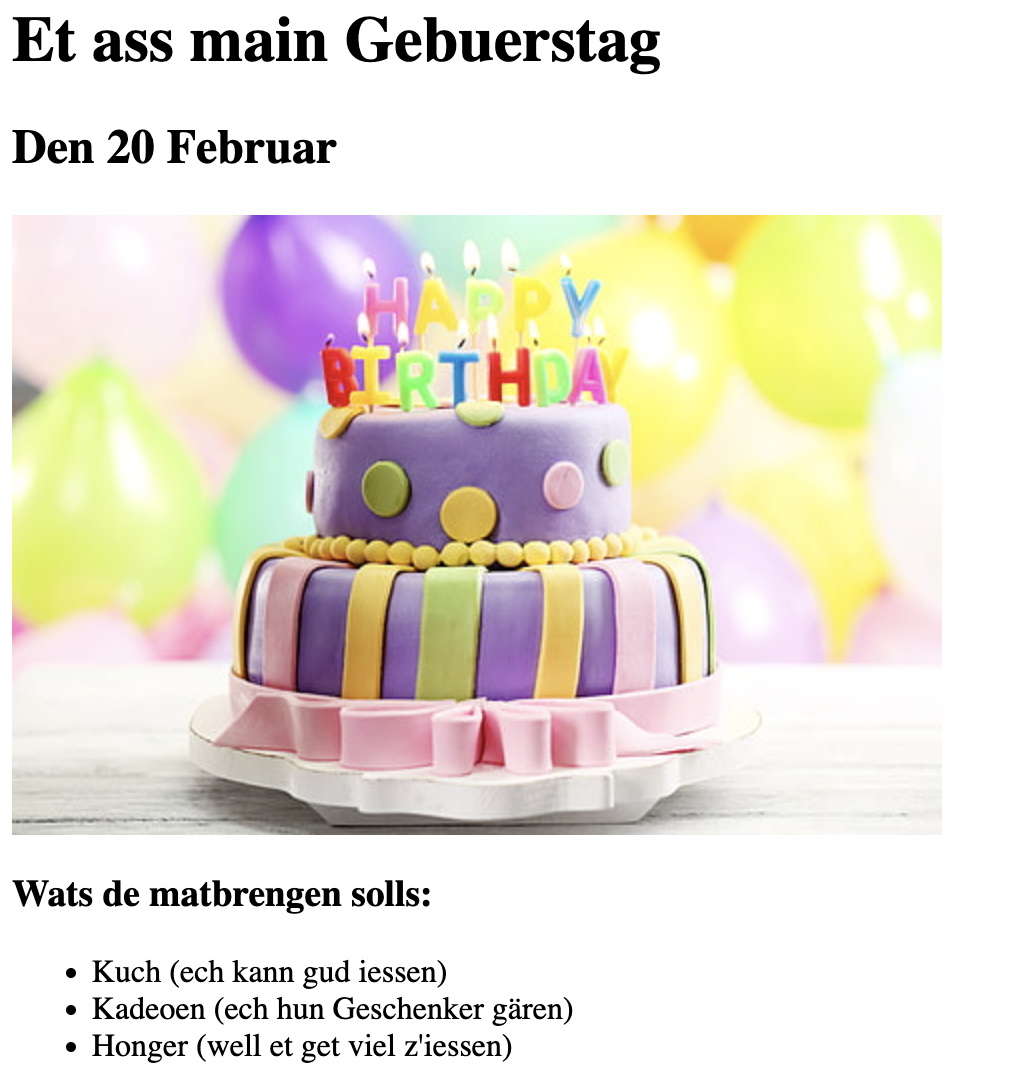 Et ass main Gebuerstag
Den 20 Februar
HAPPY
BIRTHDAY
Wats de matbrengen solls:
• Kuch (ech kann gud iessen)
• Kadeoen (ech hun Geschenker gären)
• Honger (well et get viel z'iessen)